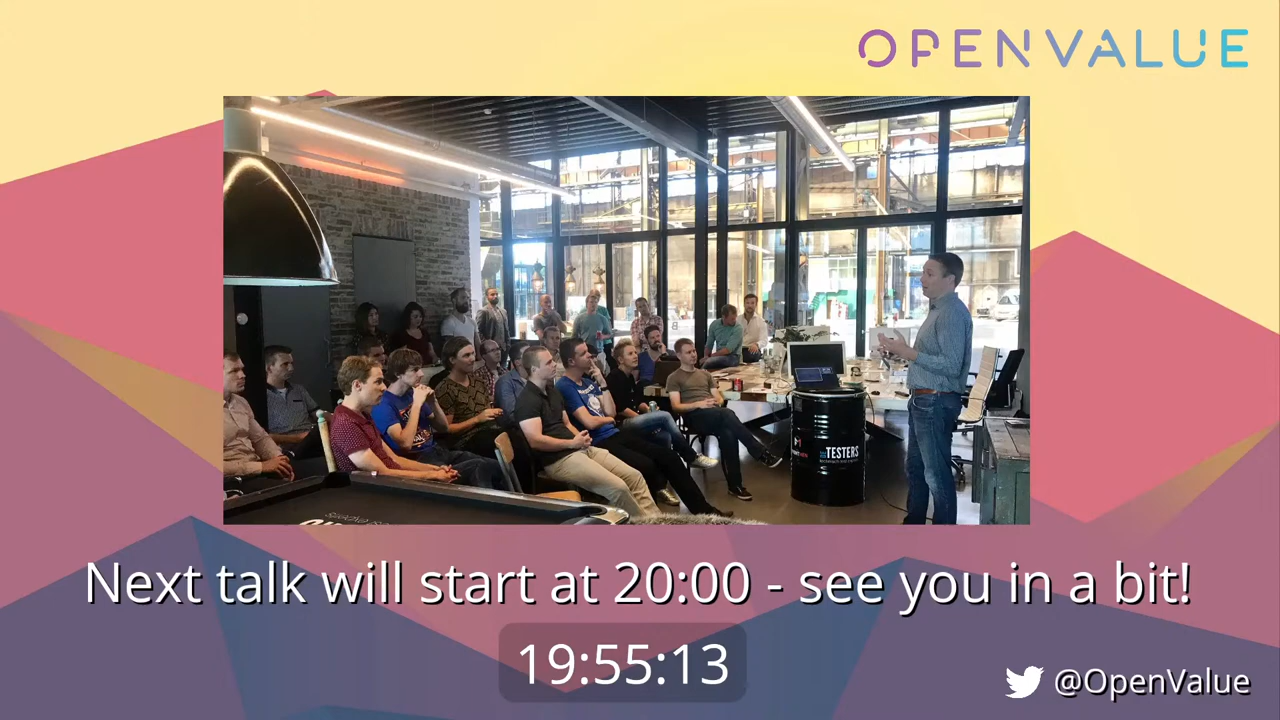 OPENVALUE
TESTERS
Next talk will start at 20:00 - see you in a bit!
19:55:13
@OpenValue